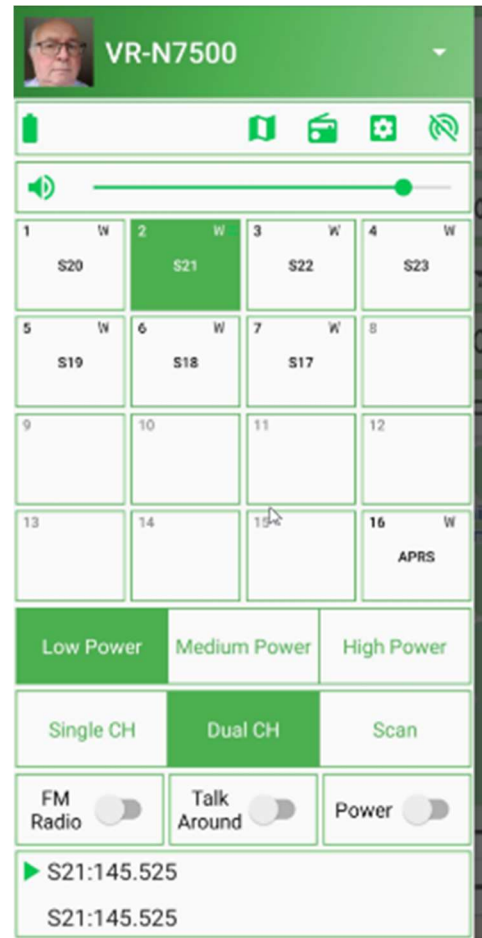 VR-N7500
1 W 2 W 3 W 4 W
S20 S21 S22 S23
5 W 6 W 7 W 8
S19 S18 S17
9 10 11 12
13 14 15 16 W
APRS
Low Power Medium Power High Power
Single CH Dual CH Scan
FM Radio Talk Around Power
S21:145.525
S21:145.525